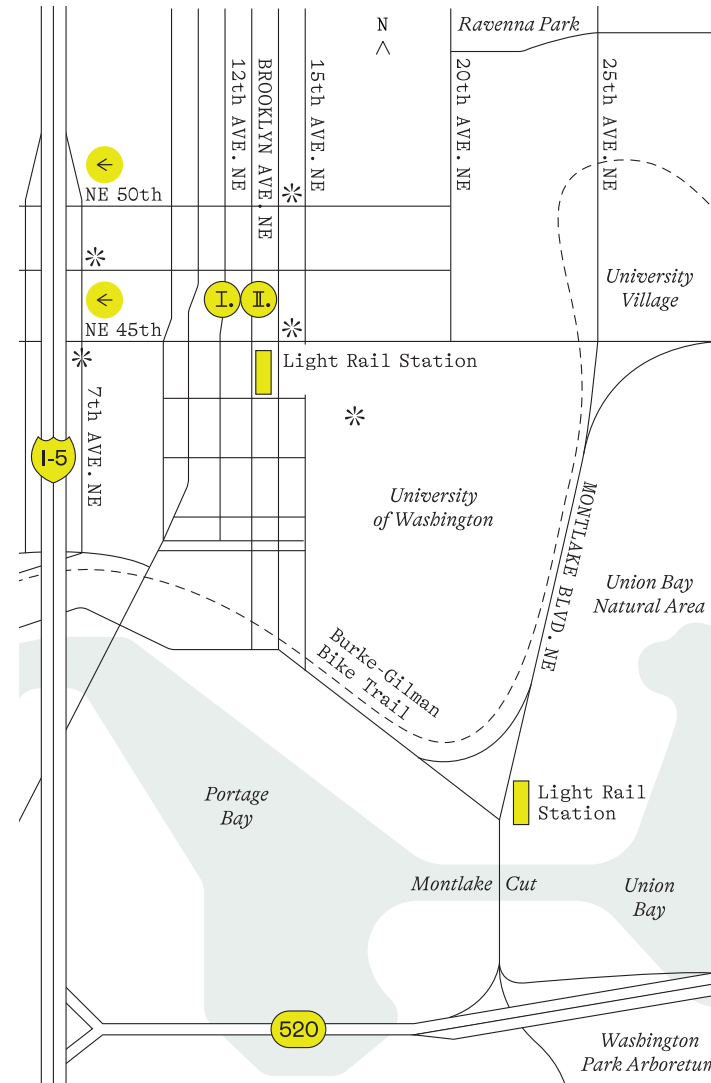 N
Ravenna Park
12th AVE. NE
BROOKLYN AVE. NE
15th AVE. NE
20th AVE. NE
25th AVE. NE
←
NE 50th
University
Village
←
I.
II.
NE 45th
Light Rail Station
7th AVE. NE
I-5
University
of Washington
MONTLAKE BLVD. NE
Union Bay
Natural Area
Burke-Gilman
Bike Trail
Portage
Bay
Light Rail
Station
Montlake Cut
Union
Bay
520
Washington
Park Arboretum